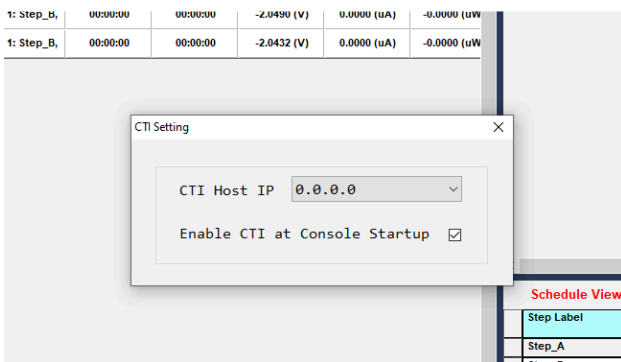 1: Step_B, 00:00:00 00:00:00 -2.0490 (V) 0.0000 (uA) -0.0000 (uW
1: Step_B, 00:00:00 00:00:00 -2.0432 (V) 0.0000 (uA) -0.0000 (uW
CTI Setting
CTI Host IP 0.0.0.0
Enable CTI at Console Startup
Schedule View
Step Label
Step_A